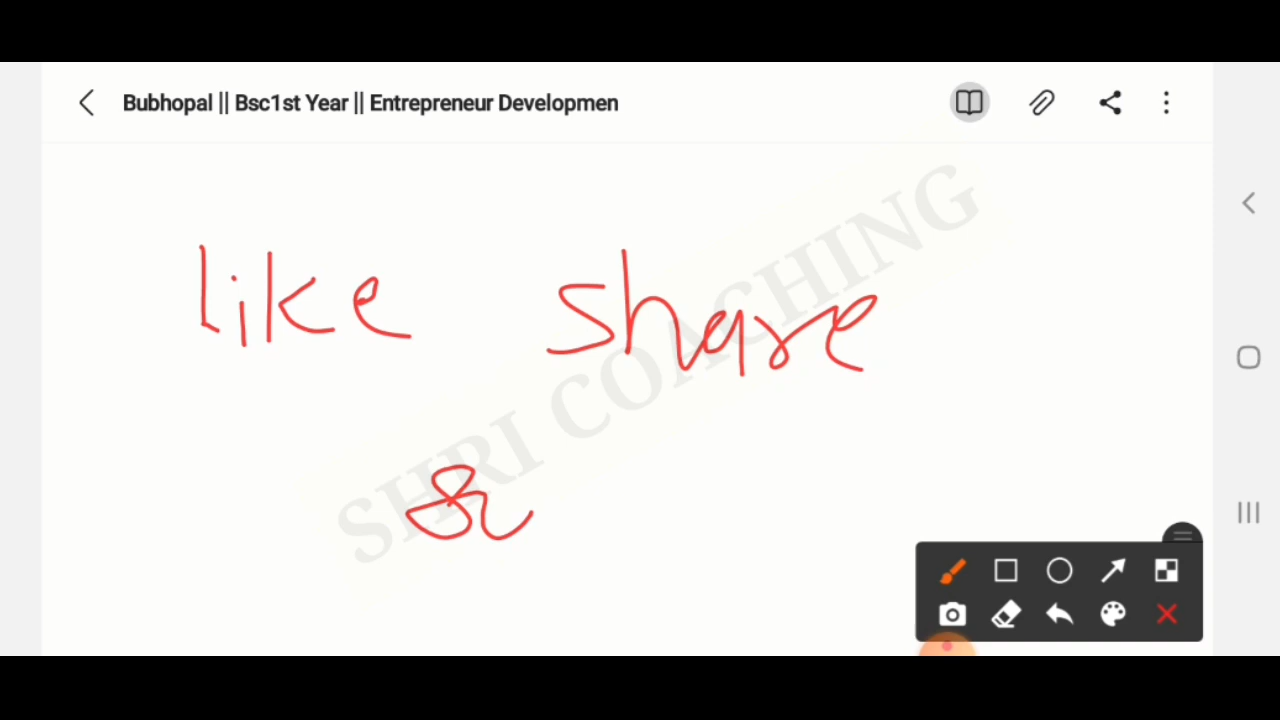 Bubhopal || Bsc1st Year || Entrepreneur Developmen
like share
&
SHRI COACHING